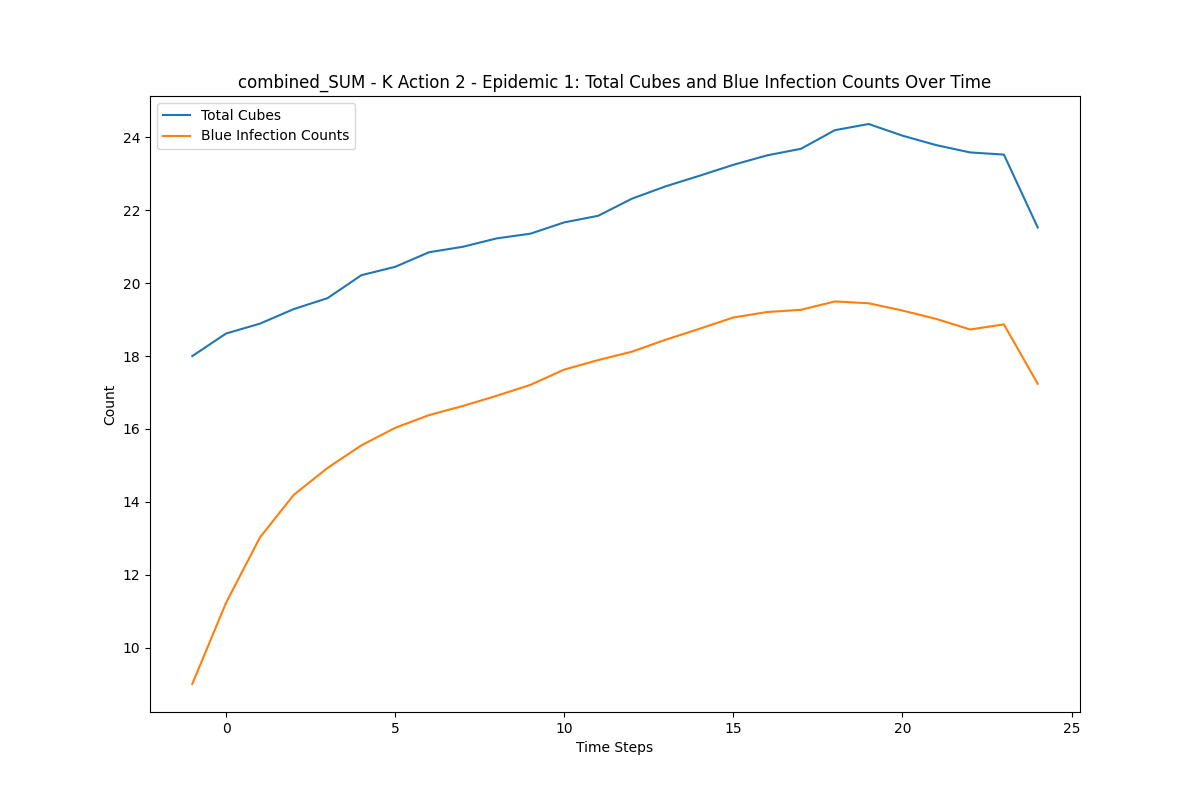 combined_SUM - K Action 2 - Epidemic 1: Total Cubes and Blue Infection Counts Over Time
Total Cubes
Blue Infection Counts
24
22
20
18
16
14
12
10
Count
0 5 10 15 20 25
Time Steps